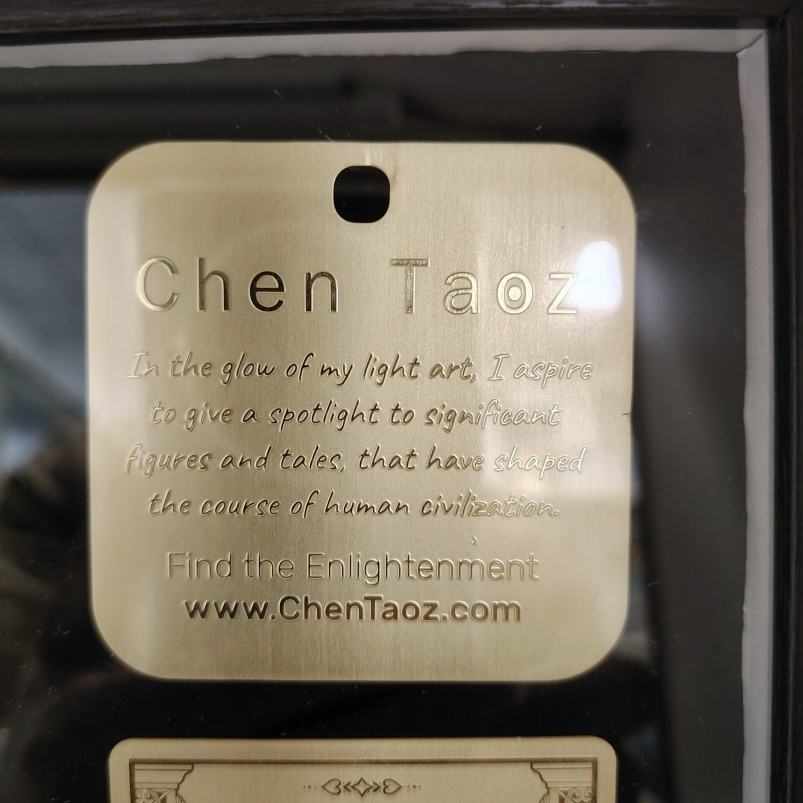 Chen Taoz
In the glow of my light art, I aspire
to give a spotlight to significant
figures and tales, that have shaped
the course of human civilization.
Find the Enlightenment
www.ChenTaoz.com